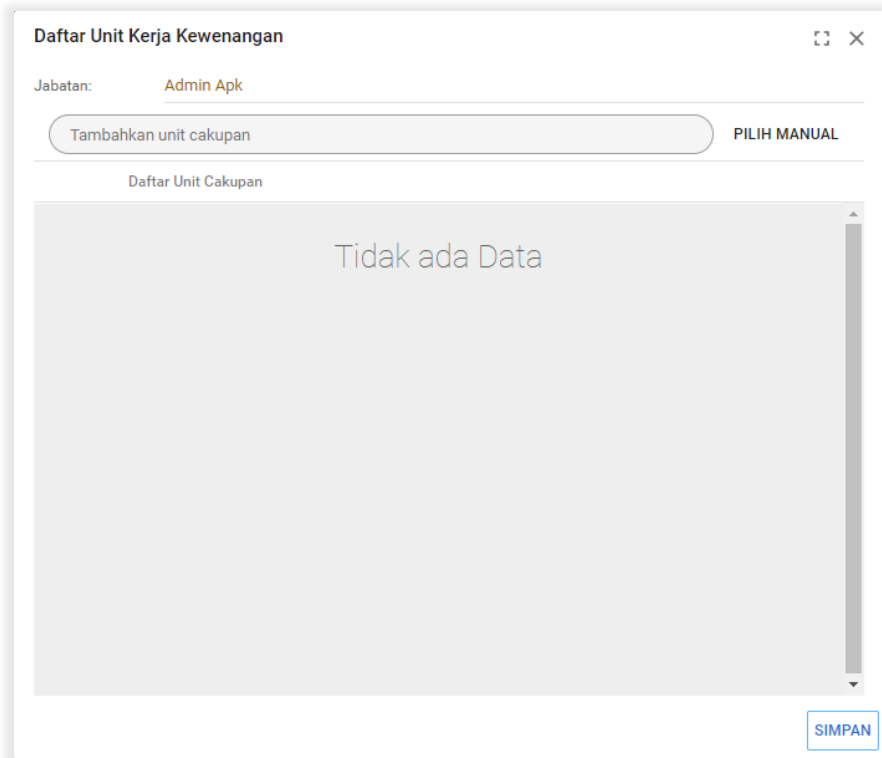 Daftar Unit Kerja Kewenangan
Jabatan: Admin Apk
Tambahkan unit cakupan PILIH MANUAL
Daftar Unit Cakupan
Tidak ada Data
SIMPAN